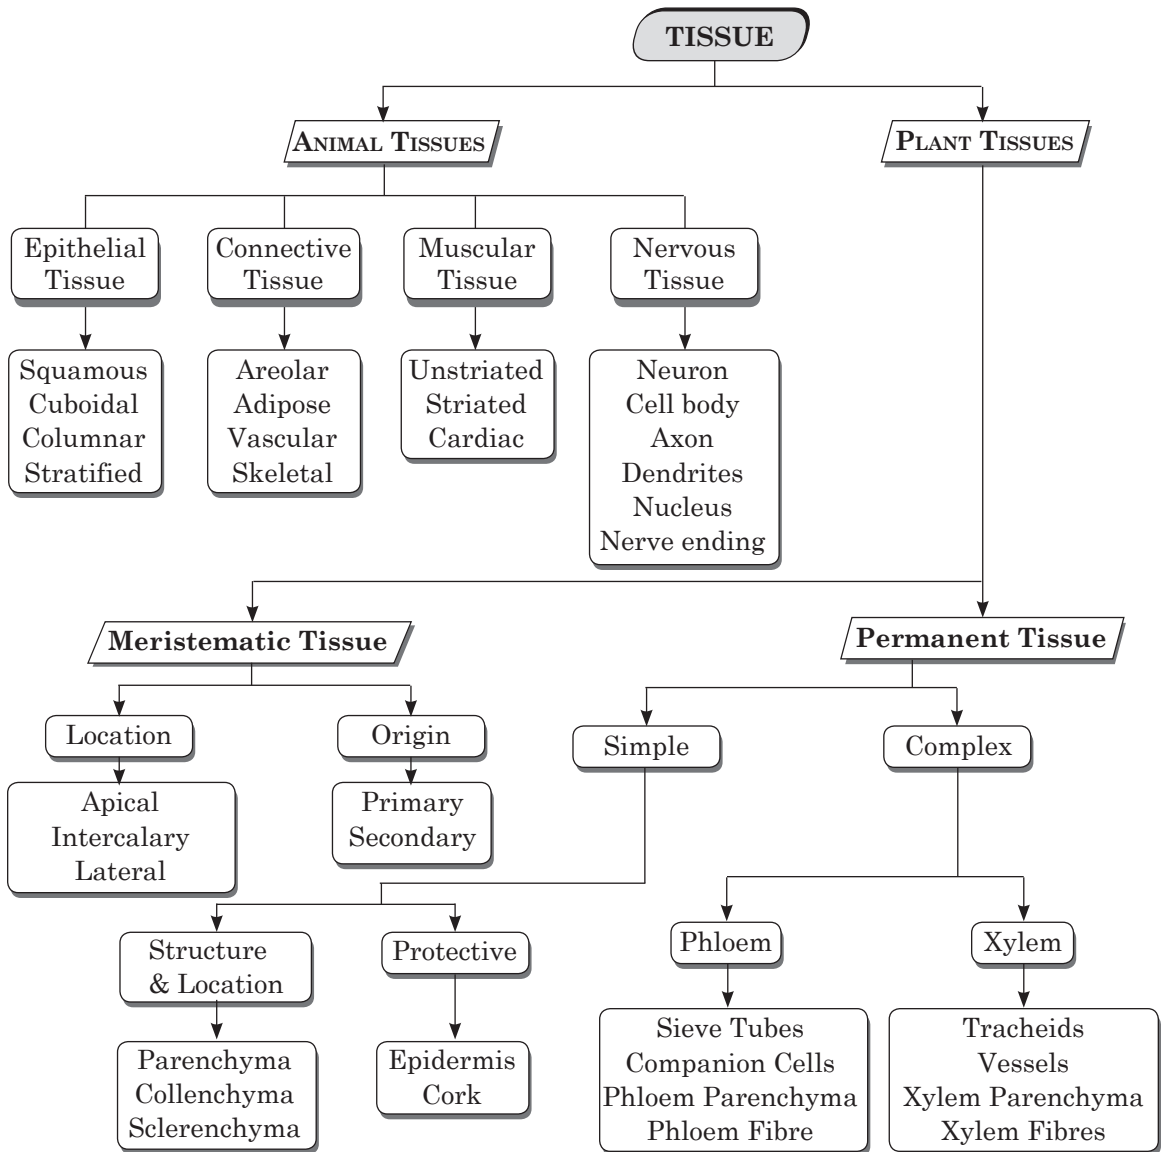 TISSUE
ANIMAL TISSUES
PLANT TISSUES
Epithelial
Tissue
Connective
Tissue
Muscular
Tissue
Nervous
Tissue
Squamous
Cuboidal
Columnar
Stratified
Areolar
Adipose
Vascular
Skeletal
Unstriated
Striated
Cardiac
Neuron
Cell body
Axon
Dendrites
Nucleus
Nerve ending
Meristematic Tissue
Permanent Tissue
Location
Origin
Simple
Complex
Apical
Intercalary
Lateral
Primary
Secondary
Structure
& Location
Protective
Phloem
Xylem
Parenchyma
Collenchyma
Sclerenchyma
Epidermis
Cork
Sieve Tubes
Companion Cells
Phloem Parenchyma
Phloem Fibre
Tracheids
Vessels
Xylem Parenchyma
Xylem Fibres